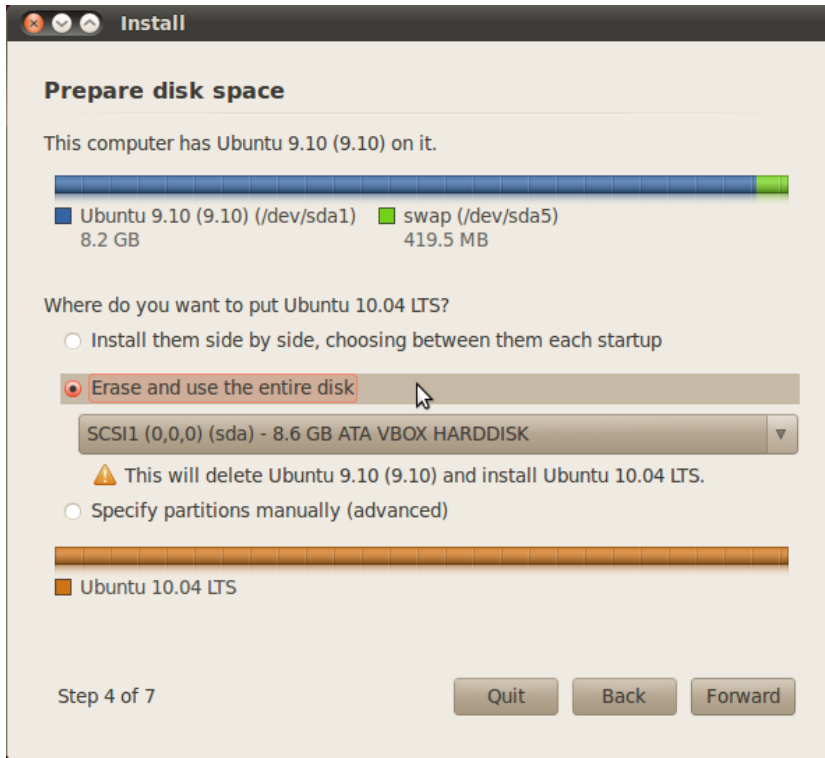 Install
Prepare disk space
This computer has Ubuntu 9.10 (9.10) on it.
Ubuntu 9.10 (9.10) (/dev/sda1) swap (/dev/sda5)
8.2 GB 419.5 MB
Where do you want to put Ubuntu 10.04 LTS?
Install them side by side, choosing between them each startup
Erase and use the entire disk
SCSI1 (0,0,0) (sda) - 8.6 GB ATA VBOX HARDDISK
This will delete Ubuntu 9.10 (9.10) and install Ubuntu 10.04 LTS.
Specify partitions manually (advanced)
Ubuntu 10.04 LTS
Step 4 of 7 Quit Back Forward